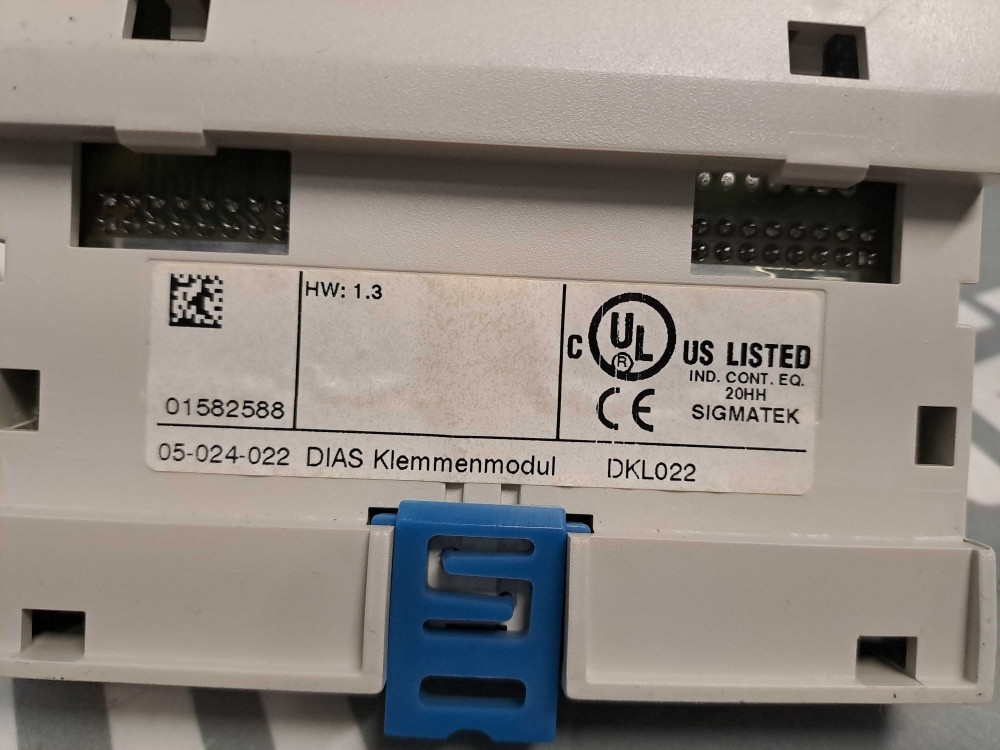 HW: 1.3
01582588
C UL ® US LISTED
IND. CONT. EQ.
20HH
CE SIGMATEK
05-024-022 DIAS Klemmenmodul DKL022